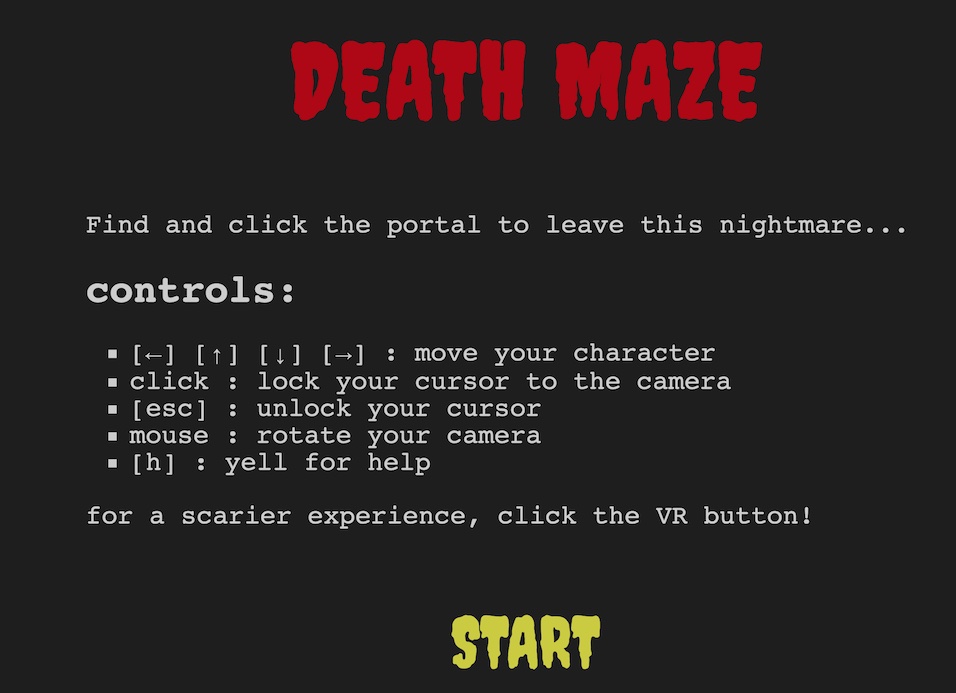 DEATH MAZE
Find and click the portal to leave this nightmare...
controls:
[←] [↑] [↓] [→] : move your character
click : lock your cursor to the camera
[esc] : unlock your cursor
mouse : rotate your camera
[h] : yell for help
for a scarier experience, click the VR button!
START